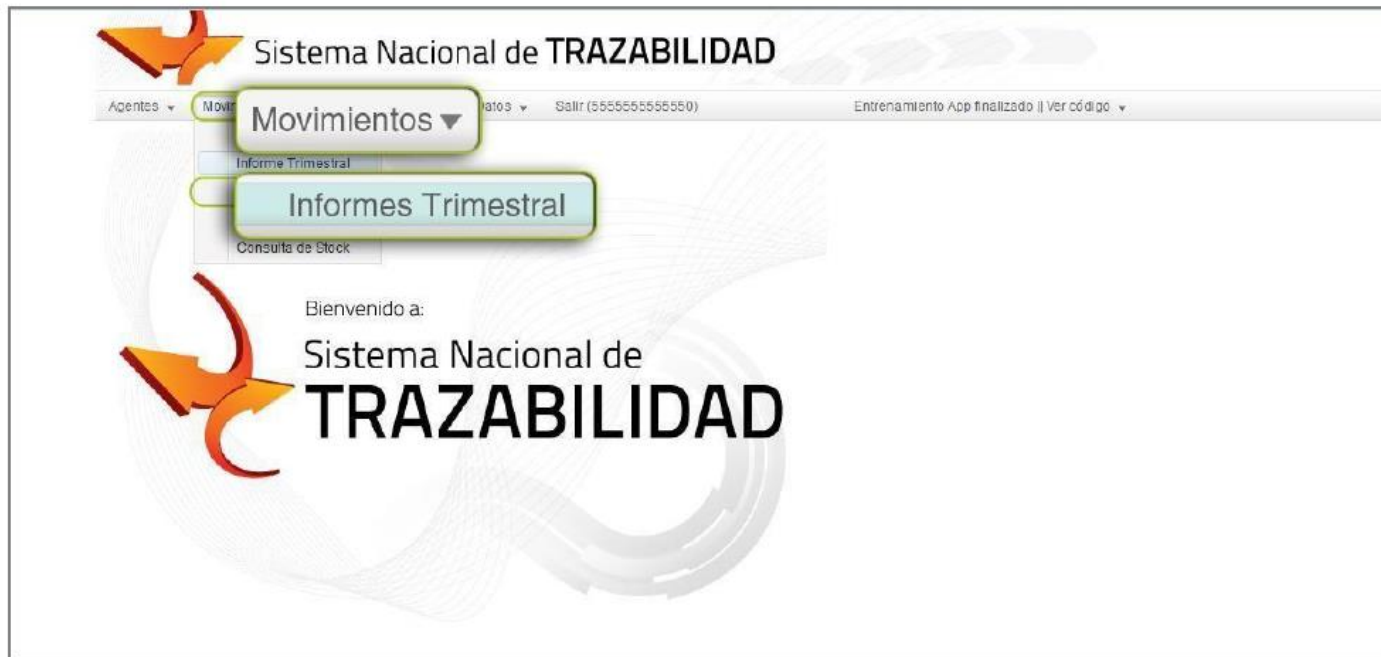 Sistema Nacional de TRAZABILIDAD
Agentes Salir (5555555555550) Entrenamiento App finalizado || Ver código
Movimientos
Informe Trimestral
Informes Trimestral
Consulta de Stock
Bienvenido a:
Sistema Nacional de
TRAZABILIDAD